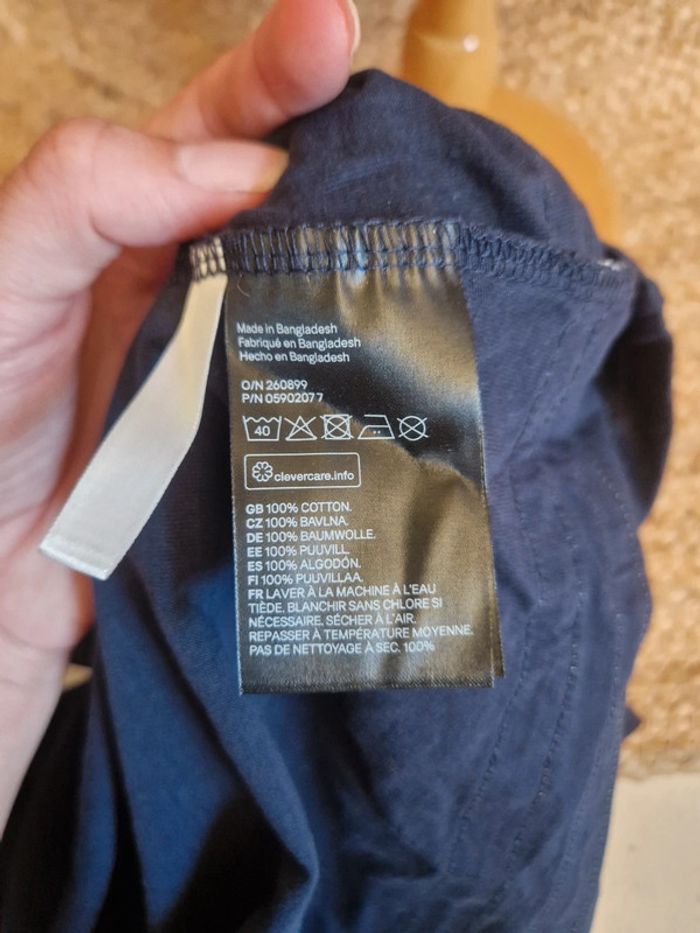 Made in Bangladesh
Fabriqué en Bangladesh
Hecho en Bangladesh
O/N 260899
P/N 05902077
40
clevercare.info
GB 100% COTTON.
CZ 100% BAVLNA.
DE 100% BAUMWOLLE.
EE 100% PUUVILL.
ES 100% ALGODÓN.
FI 100% PUUVILLAA.
FR LAVER À LA MACHINE À L'EAU
TIÈDE. BLANCHIR SANS CHLORE SI
NÉCESSAIRE. SÉCHER À L'AIR.
REPASSER À TEMPÉRATURE MOYENNE.
PAS DE NETTOYAGE À SEC. 100%